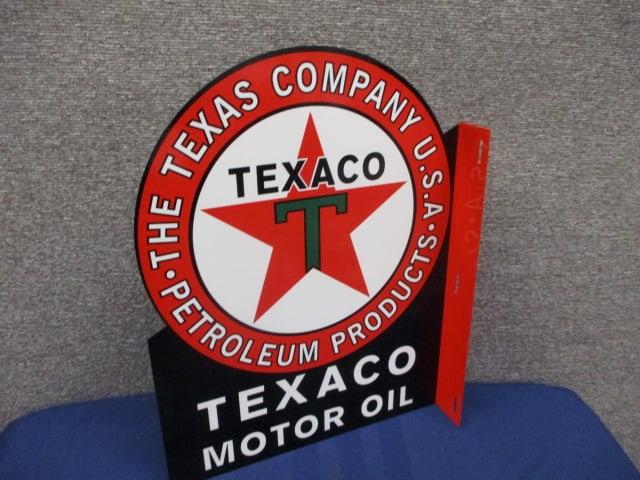 ·THE TEXAS COMPANY U.S.A·
PETROLEUM PRODUCTS
TEXACO
T
TEXACO
MOTOR OIL